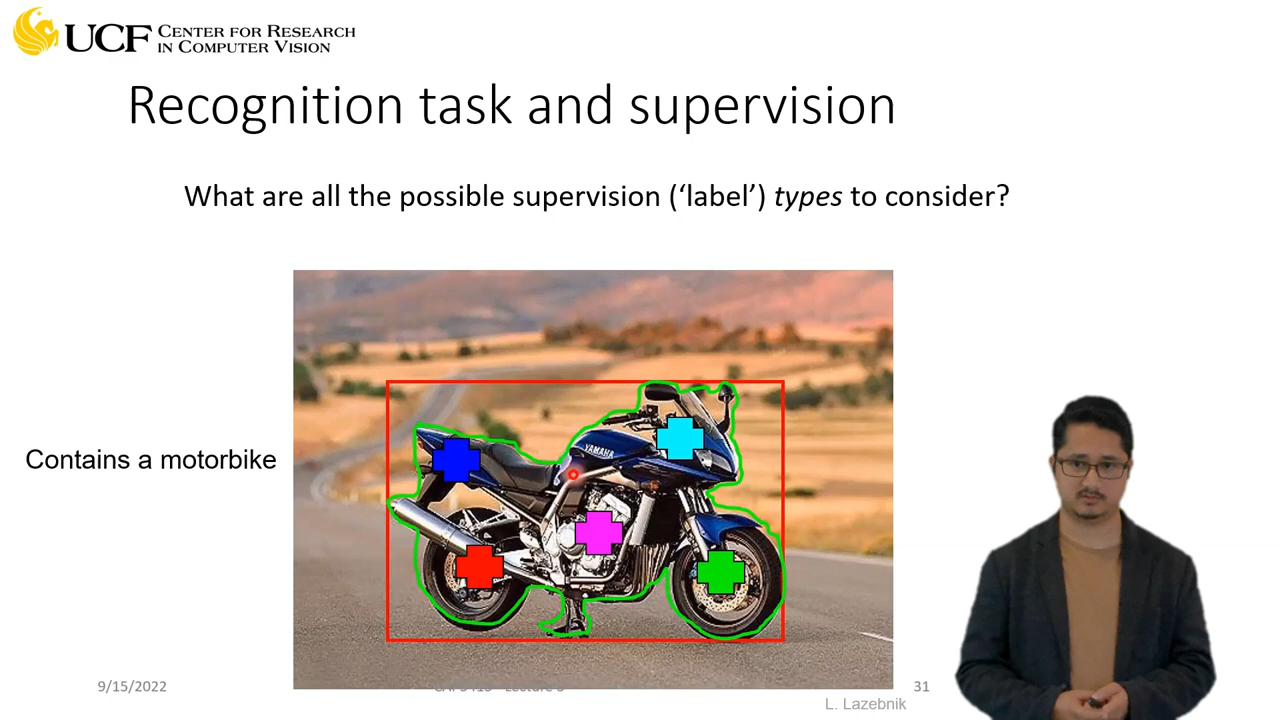 UCF CENTER FOR RESEARCH
IN COMPUTER VISION
Recognition task and supervision
What are all the possible supervision (‘label’) types to consider?
YAMAHA
Contains a motorbike
9/15/2022
31
L. Lazebnik